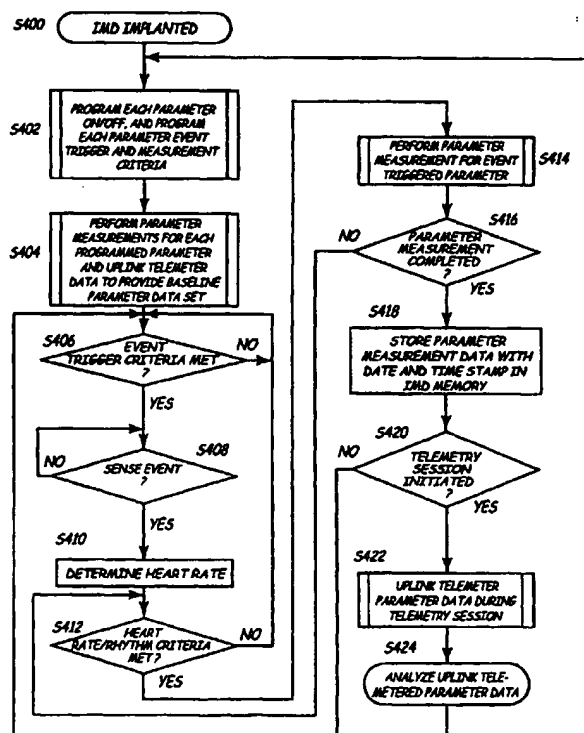 S400
IMD IMPLANTED
S402
PROGRAM EACH PARAMETER
ON/OFF, AND PROGRAM
EACH PARAMETER EVENT
TRIGGER AND MEASUREMENT
CRITERIA
S404
PERFORM PARAMETER
MEASUREMENTS FOR EACH
PROGRAMMED PARAMETER
AND UPLINK TELEMETER
DATA TO PROVIDE BASELINE
PARAMETER DATA SET
S406
EVENT
TRIGGER CRITERIA MET
?
NO
YES
S408
NO
SENSE EVENT
?
YES
S410
DETERMINE HEART RATE
S412
HEART
RATE/RHYTHM CRITERIA
MET ?
NO
YES
PERFORM PARAMETER
MEASUREMENT FOR EVENT
TRIGGERED PARAMETER
S414
S416
NO
PARAMETER
MEASUREMENT
COMPLETED
?
YES
S418
STORE PARAMETER
MEASUREMENT DATA WITH
DATE AND TIME STAMP IN
IMD MEMORY
S420
NO
TELEMETRY
SESSION
INITIATED
?
YES
S422
UPLINK TELEMETER
PARAMETER DATA DURING
TELEMETRY SESSION
S424
ANALYZE UPLINK TELE-
METERED PARAMETER DATA